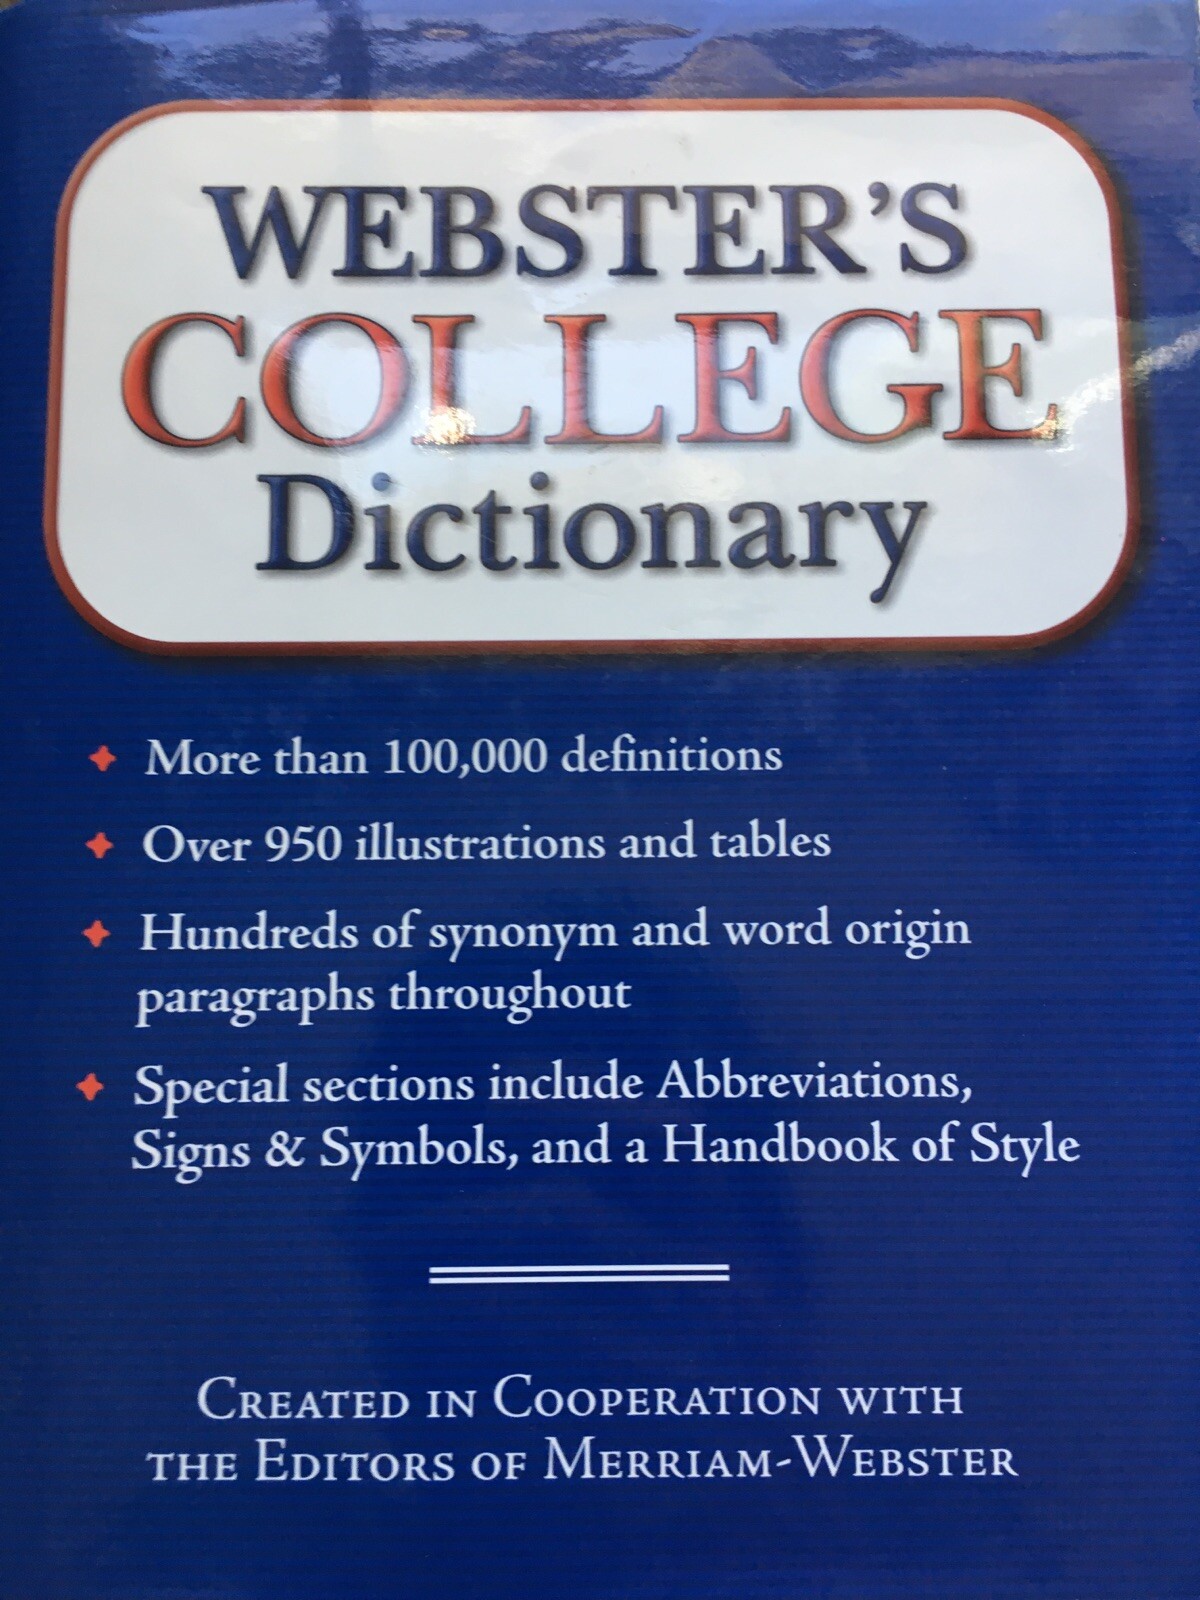 WEBSTER'S
COLLEGE
Dictionary
More than 100,000 definitions
Over 950 illustrations and tables
Hundreds of synonym and word origin
paragraphs throughout
Special sections include Abbreviations,
Signs & Symbols, and a Handbook of Style
CREATED IN COOPERATION WITH
THE EDITORS OF MERRIAM-WEBSTER